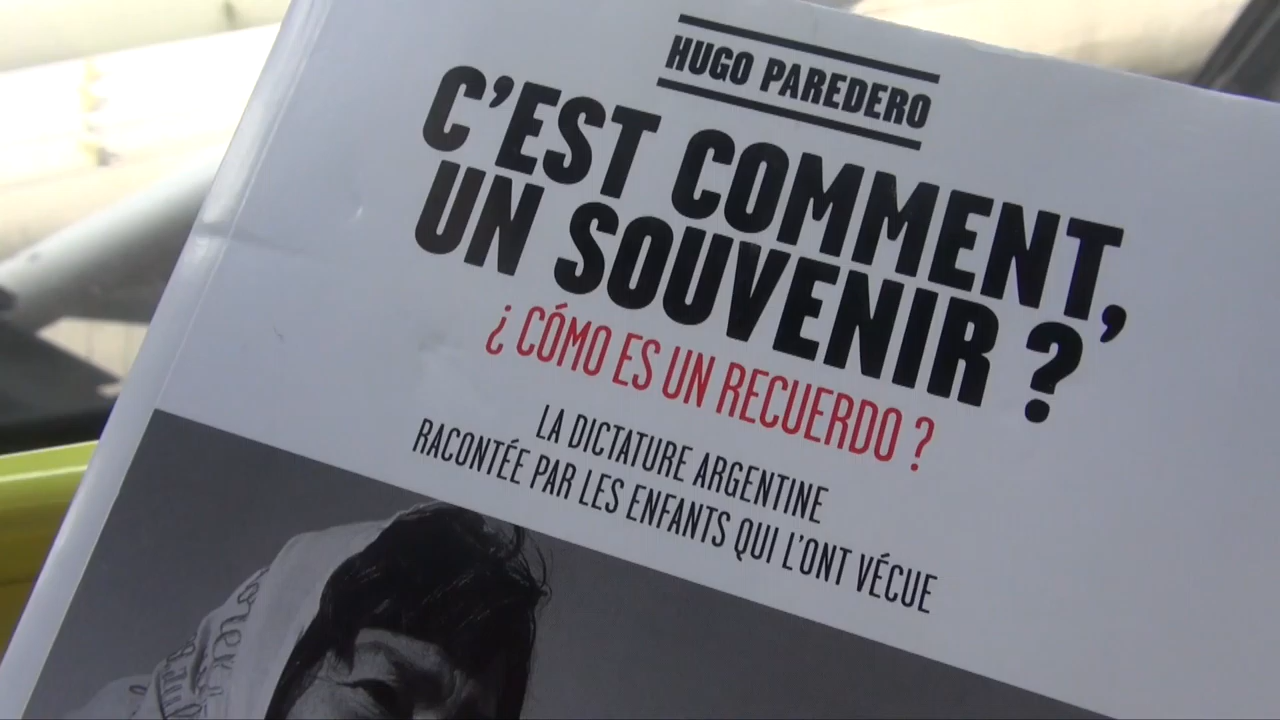 HUGO PAREDERO
C'EST COMMENT,
UN SOUVENIR ?
¿ CÓMO ES UN RECUERDO ?
LA DICTATURE ARGENTINE
RACONTÉE PAR LES ENFANTS QUI L'ONT VÉCUE